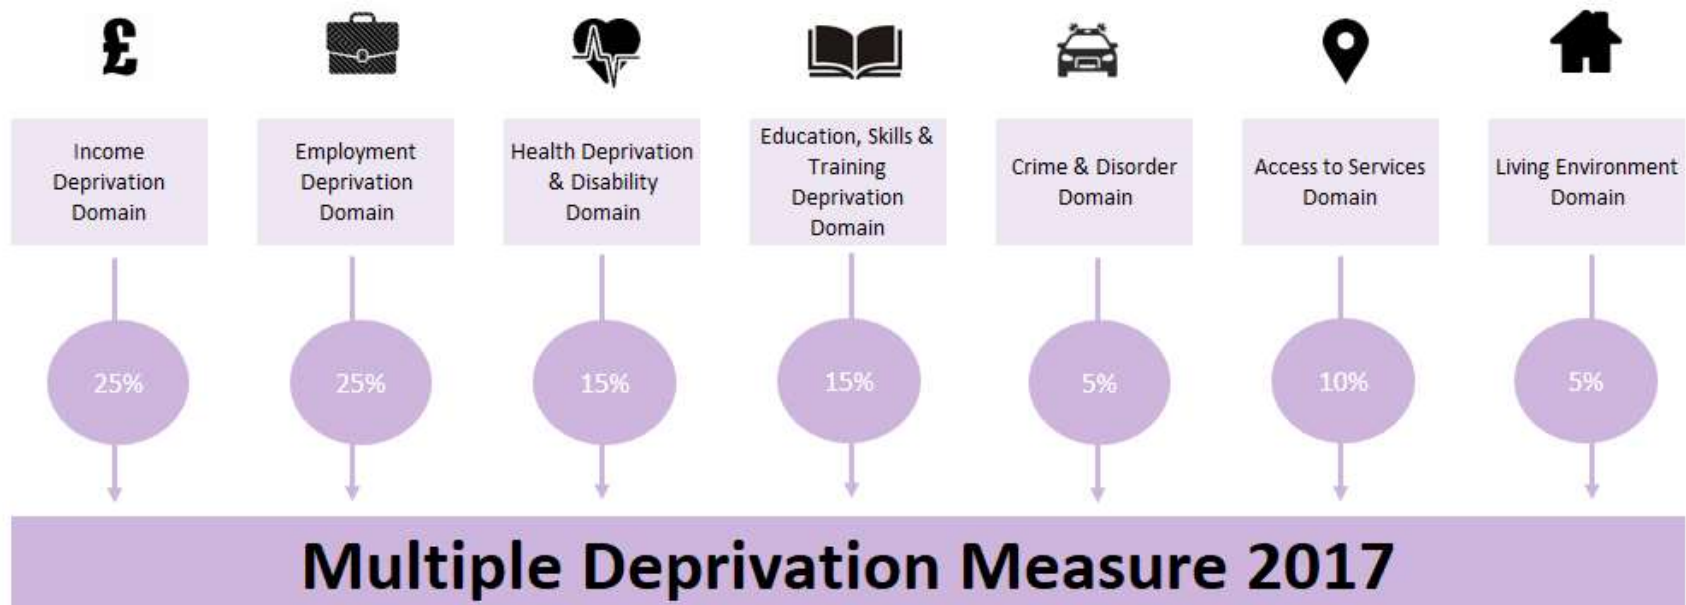 £
Income
Deprivation
Domain
Employment
Deprivation
Domain
Health Deprivation
& Disability
Domain
Education, Skills &
Training
Deprivation
Domain
Crime & Disorder
Domain
Access to Services
Domain
Living Environment
Domain
25%
25%
15%
15%
5%
10%
5%
Multiple Deprivation Measure 2017